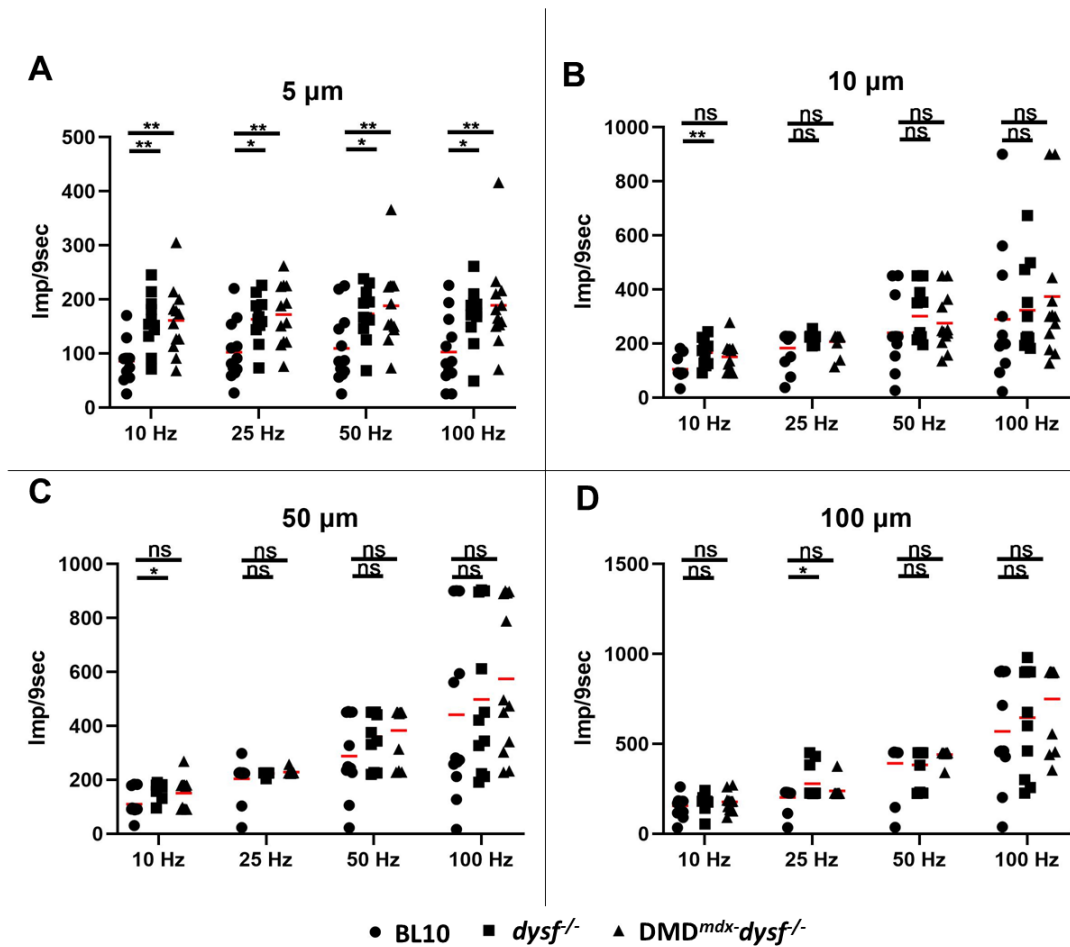 A
5 µm
** ** ** **
** * * *
500
400
300
200
100
0
Imp/9sec
10 Hz 25 Hz 50 Hz 100 Hz
B
10 µm
ns ns ns ns
** ns ns ns
1000
800
600
400
200
0
Imp/9sec
10 Hz 25 Hz 50 Hz 100 Hz
C
50 µm
ns ns ns ns
* ns ns ns
1000
800
600
400
200
0
Imp/9sec
10 Hz 25 Hz 50 Hz 100 Hz
D
100 µm
ns ns ns ns
ns * ns ns
1500
1000
500
0
Imp/9sec
10 Hz 25 Hz 50 Hz 100 Hz
BL10 dysf-/- DMDmdx-dysf-/-